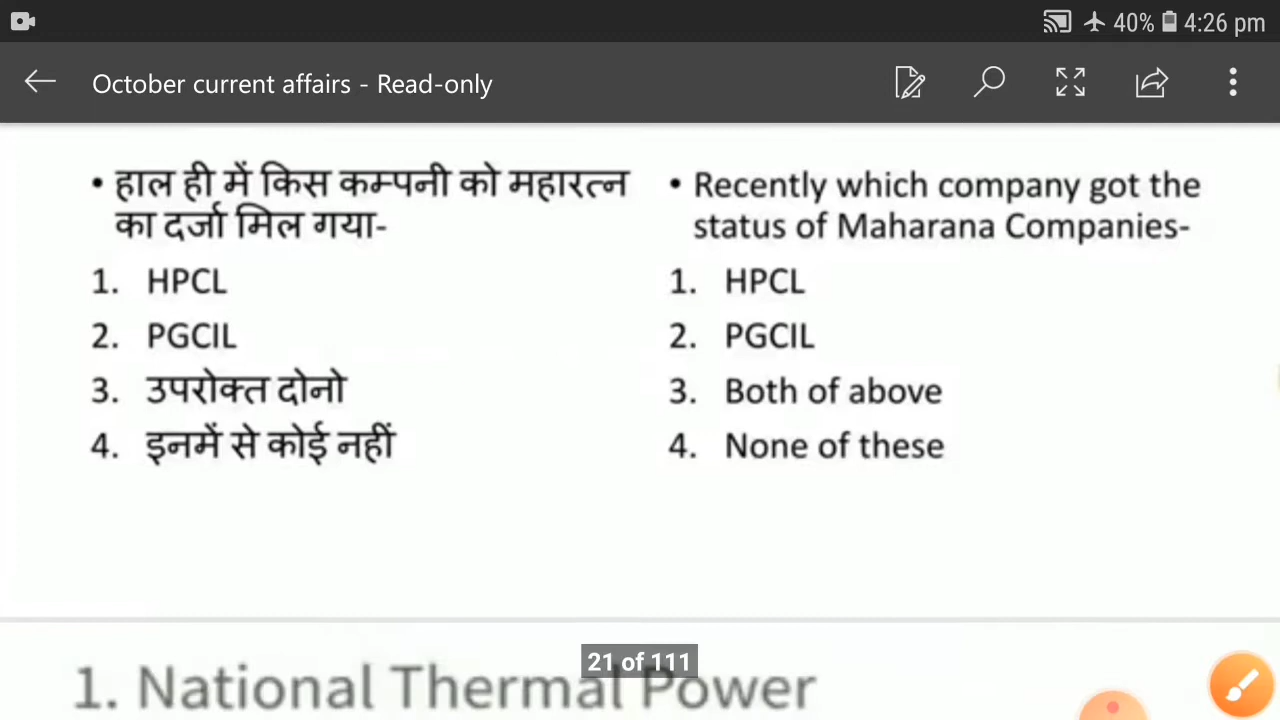 40% 4:26 pm
October current affairs - Read-only
• हाल ही में किस कम्पनी को महारत्न
का दर्जा मिल गया-
1. HPCL
2. PGCIL
3. उपरोक्त दोनो
4. इनमें से कोई नहीं
• Recently which company got the
status of Maharana Companies-
1. HPCL
2. PGCIL
3. Both of above
4. None of these
21 of 111
1. National Thermal Power